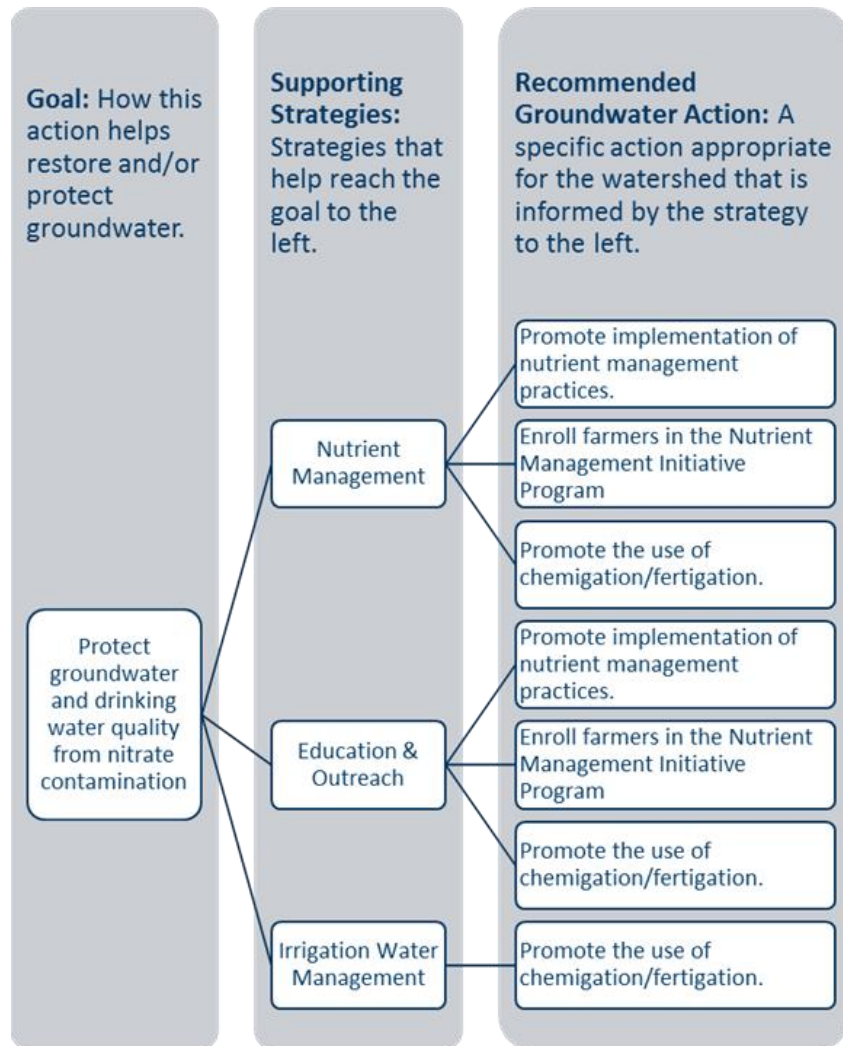 Goal: How this
action helps
restore and/or
protect
groundwater.
Supporting
Strategies:
Strategies that
help reach the
goal to the
left.
Recommended
Groundwater Action: A
specific action appropriate
for the watershed that is
informed by the strategy
to the left.
Protect
groundwater
and drinking
water quality
from nitrate
contamination
Nutrient
Management
Promote implementation of
nutrient management
practices.
Enroll farmers in the Nutrient
Management Initiative
Program
Promote the use of
chemigation/fertigation.
Education &
Outreach
Promote implementation of
nutrient management
practices.
Enroll farmers in the Nutrient
Management Initiative
Program
Promote the use of
chemigation/fertigation.
Irrigation Water
Management
Promote the use of
chemigation/fertigation.